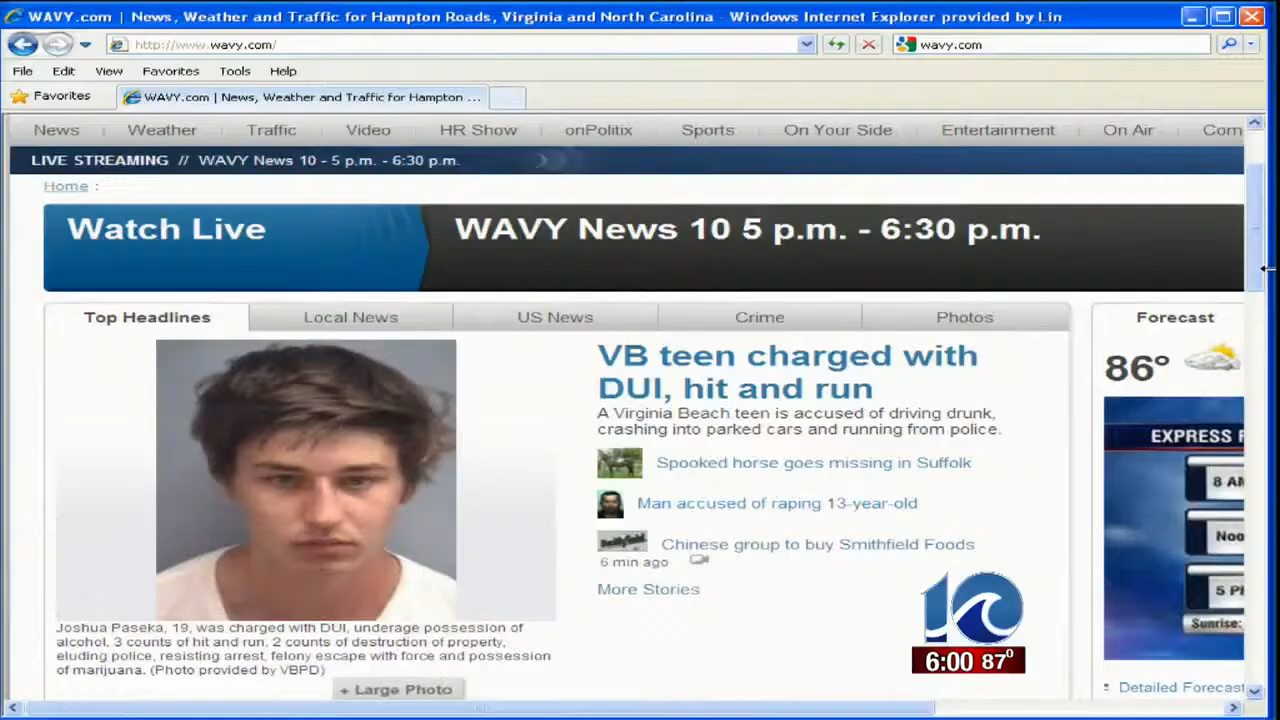 WAVY.com | News, Weather and Traffic for Hampton Roads, Virginia and North Carolina - Windows Internet Explorer provided by Lin
http://www.wavy.com/
wavy.com
File Edit View Favorites Tools Help
Favorites
WAVY.com | News, Weather and Traffic for Hampton ...
News Weather Traffic Video HR Show onPolitix Sports On Your Side Entertainment On Air Com
LIVE STREAMING // WAVY News 10 - 5 p.m. - 6:30 p.m.
Home :
Watch Live
WAVY News 10 5 p.m. - 6:30 p.m.
Top Headlines Local News US News Crime Photos
Forecast
VB teen charged with
DUI, hit and run
A Virginia Beach teen is accused of driving drunk,
crashing into parked cars and running from police.
Spooked horse goes missing in Suffolk
Man accused of raping 13-year-old
Chinese group to buy Smithfield Foods
6 min ago
More Stories
Joshua Paseka, 19, was charged with DUI, underage possession of
alcohol, 3 counts of hit and run, 2 counts of destruction of property,
eluding police, resisting arrest, felony escape with force and possession
of marijuana. (Photo provided by VBPD)
+ Large Photo
86°
EXPRESS F
8 AM
Noo
5 P
Sunrise:
Detailed Forecast
10
6:00 87°